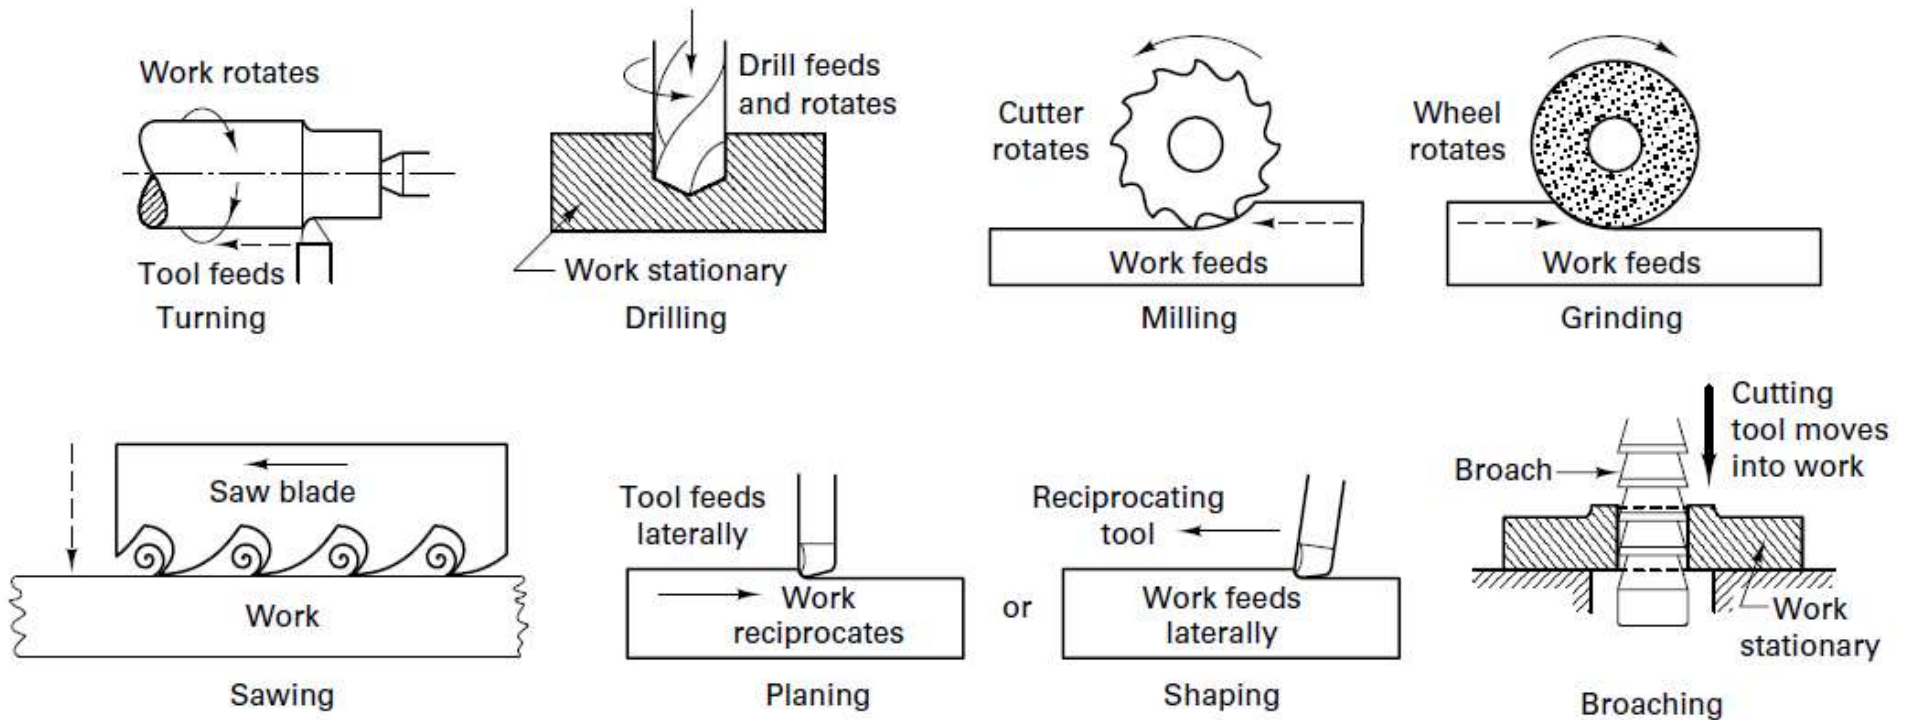 Work rotates
Tool feeds
Turning
Drill feeds
and rotates
Work stationary
Drilling
Cutter
rotates
Work feeds
Milling
Wheel
rotates
Work feeds
Grinding
Saw blade
Work
Sawing
Tool feeds
laterally
Work
reciprocates
Planing
or
Reciprocating
tool
Work feeds
laterally
Shaping
Cutting
tool moves
into work
Broach
Work
stationary
Broaching